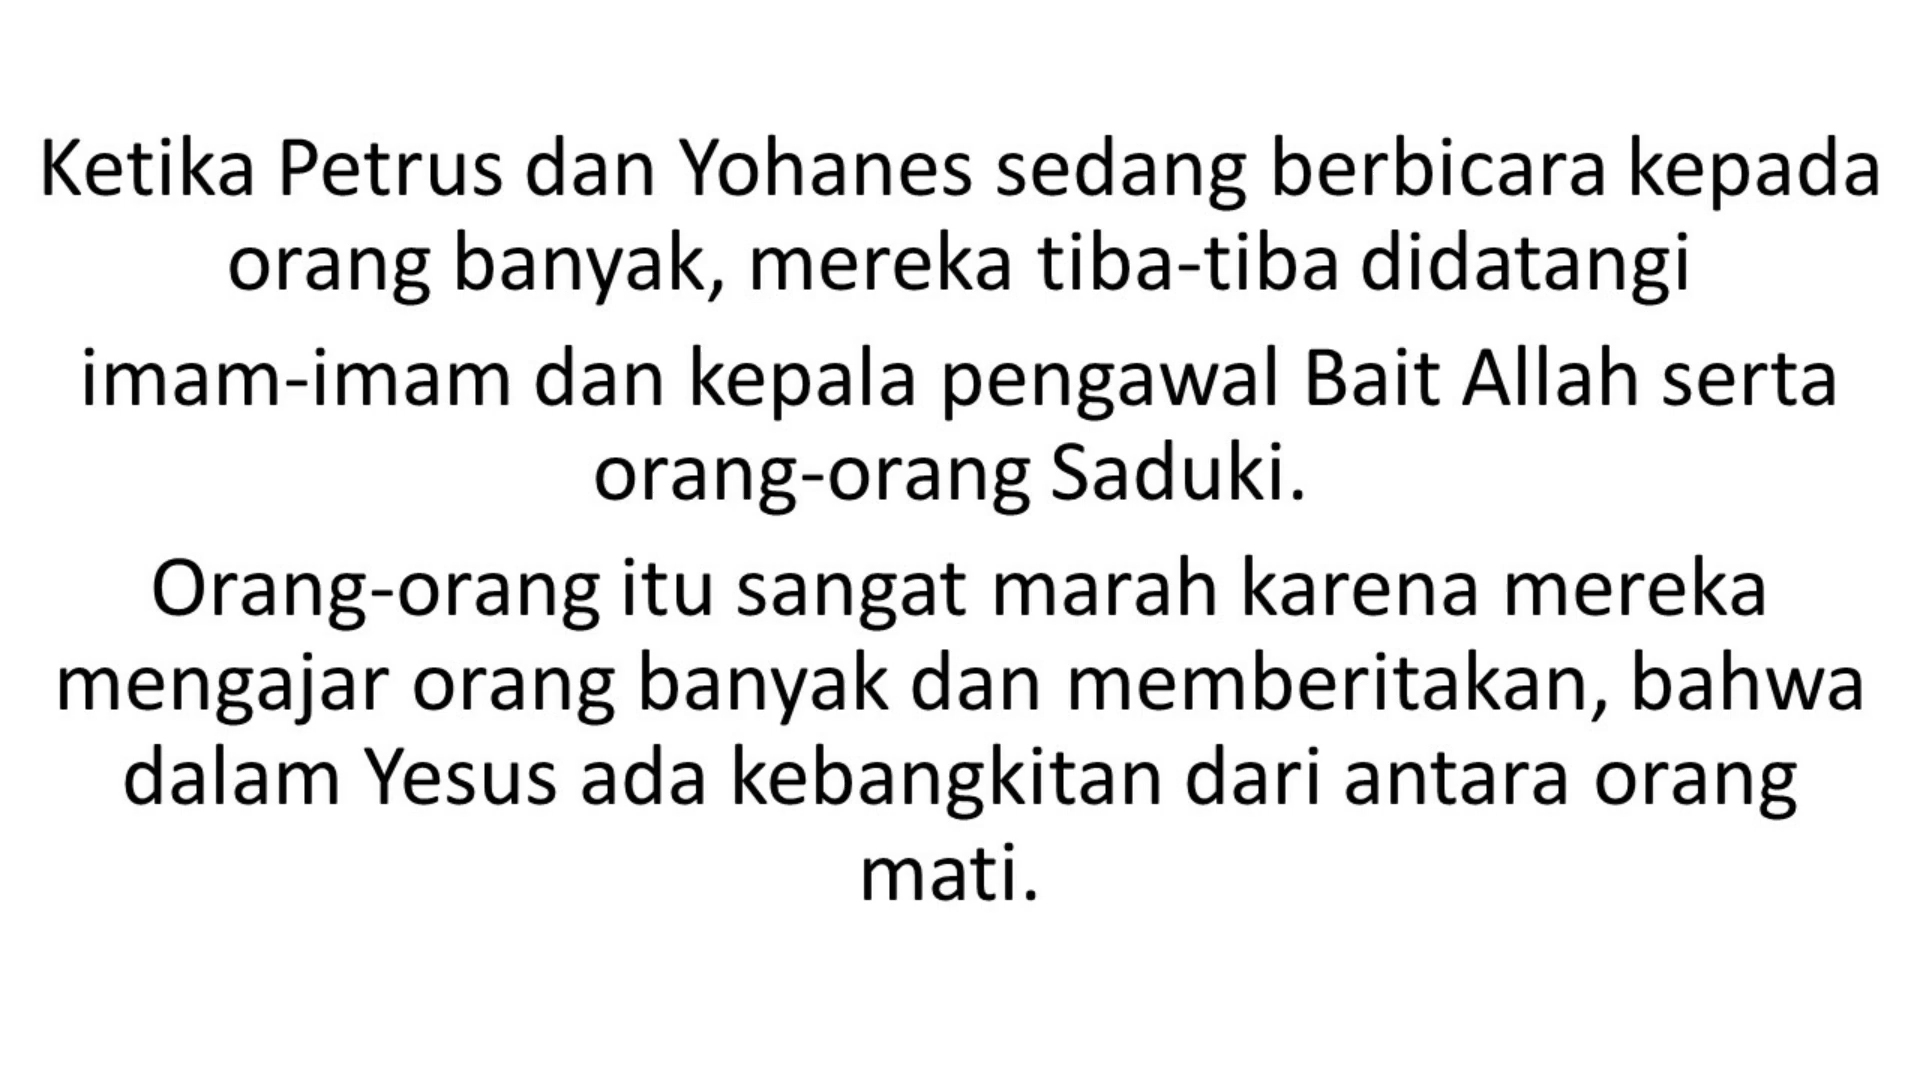 Ketika Petrus dan Yohanes sedang berbicara kepada
orang banyak, mereka tiba-tiba didatangi
imam-imam dan kepala pengawal Bait Allah serta
orang-orang Saduki.
Orang-orang itu sangat marah karena mereka
mengajar orang banyak dan memberitakan, bahwa
dalam Yesus ada kebangkitan dari antara orang
mati.